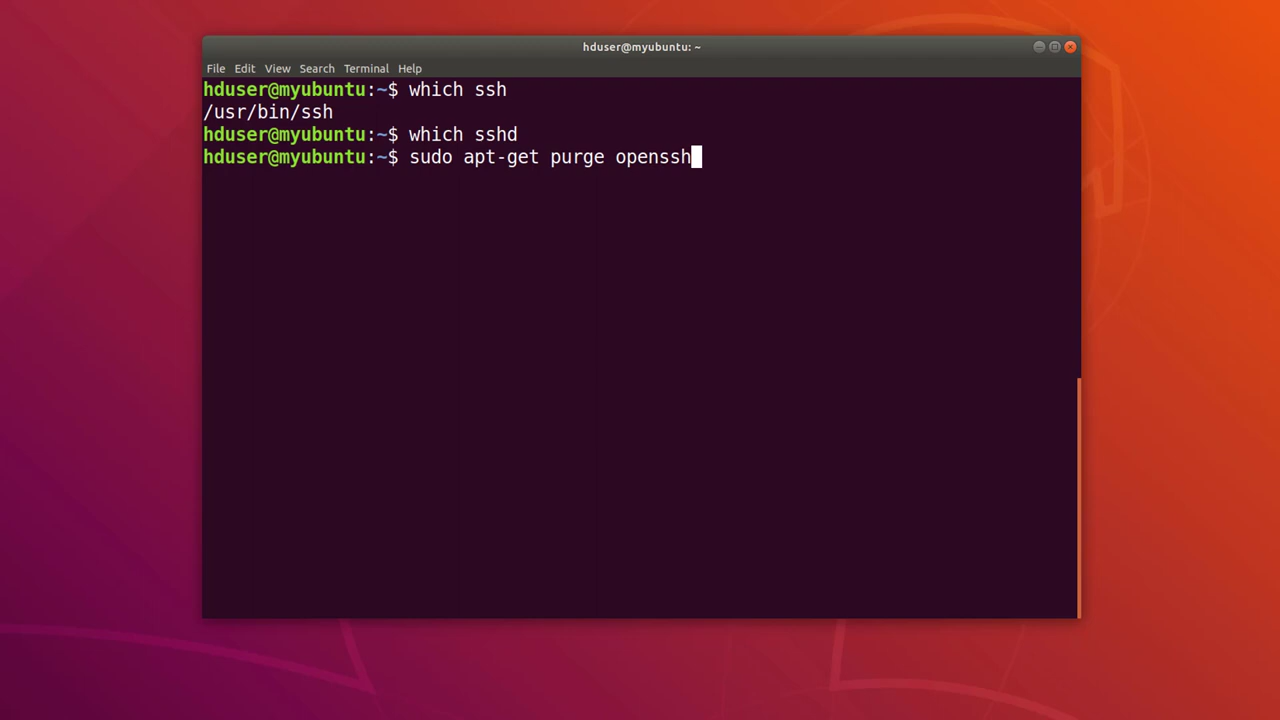 hduser@myubuntu: ~
File Edit View Search Terminal Help
hduser@myubuntu:~$ which ssh
/usr/bin/ssh
hduser@myubuntu:~$ which sshd
hduser@myubuntu:~$ sudo apt-get purge openssh